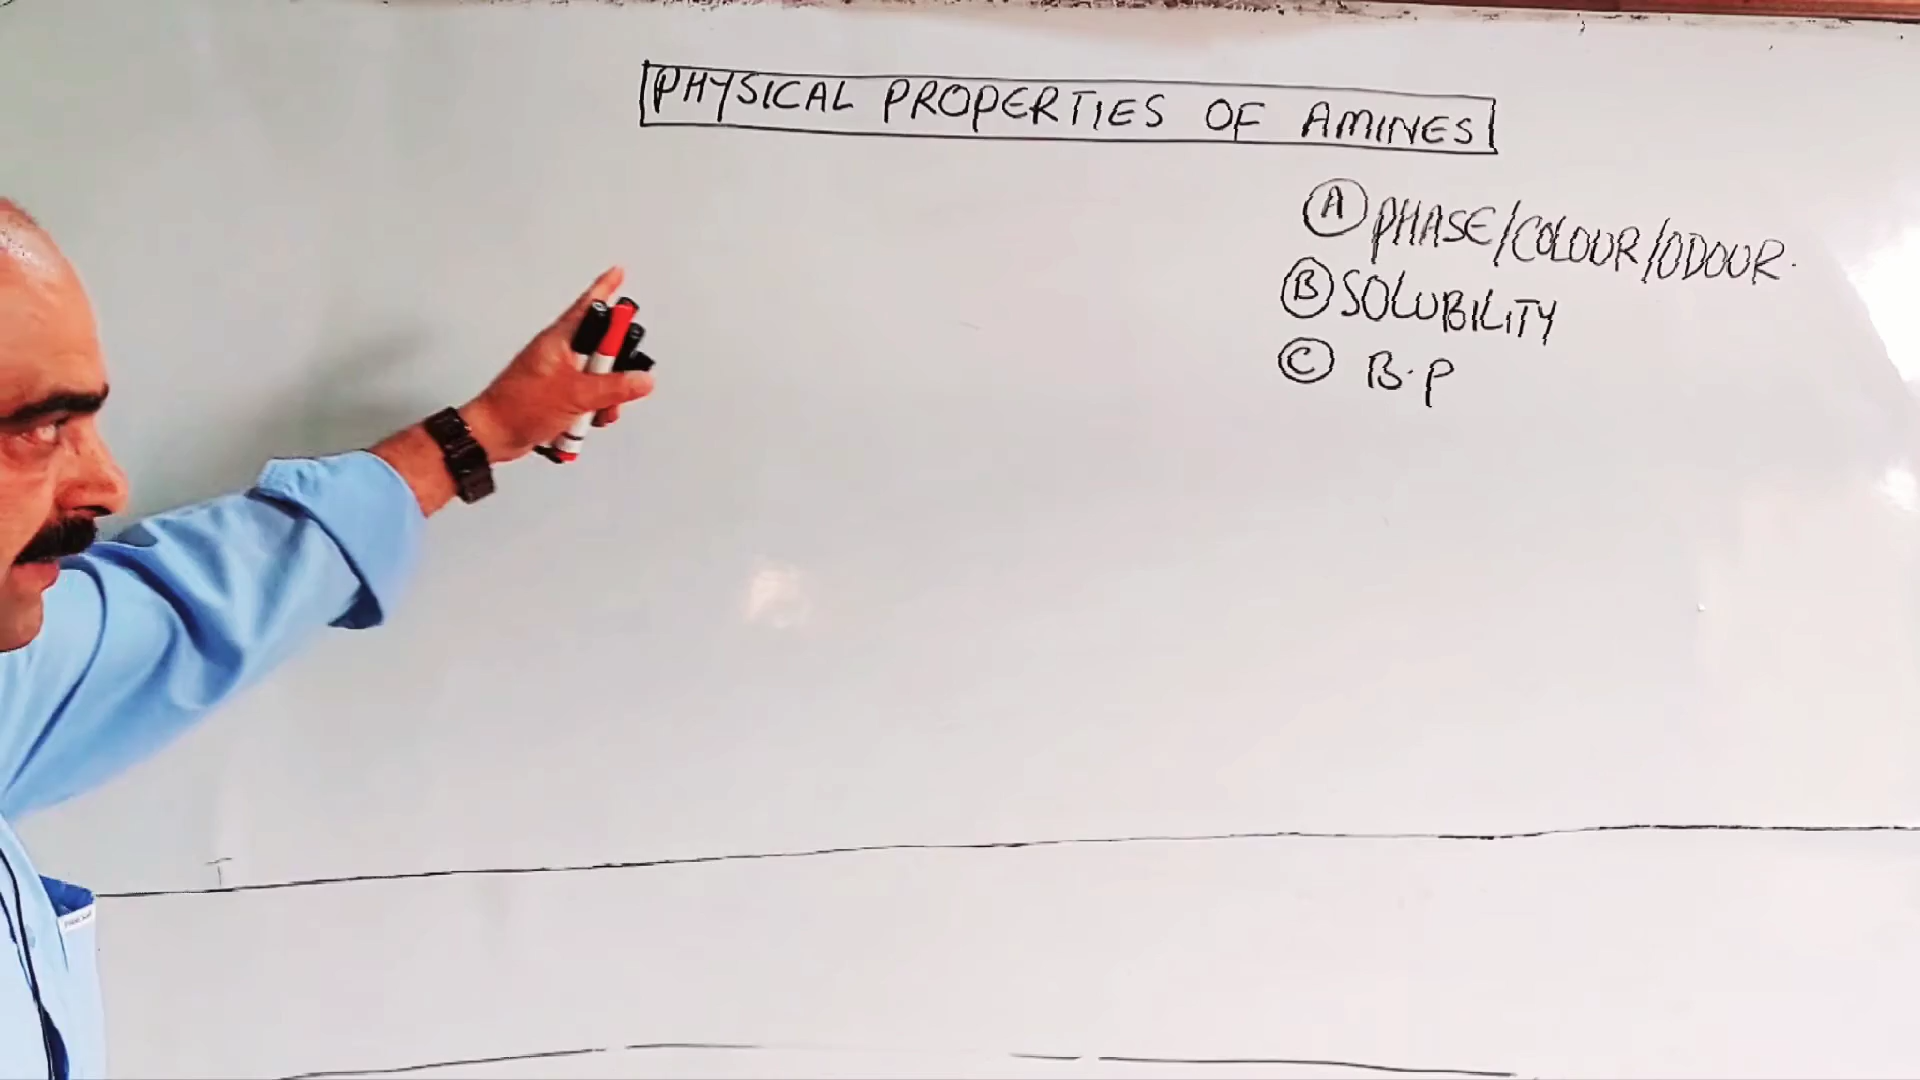 PHYSICAL PROPERTIES OF AMINES
(A) PHASE/COLOUR/ODOUR.
(B) SOLUBILITY
(C) B.P